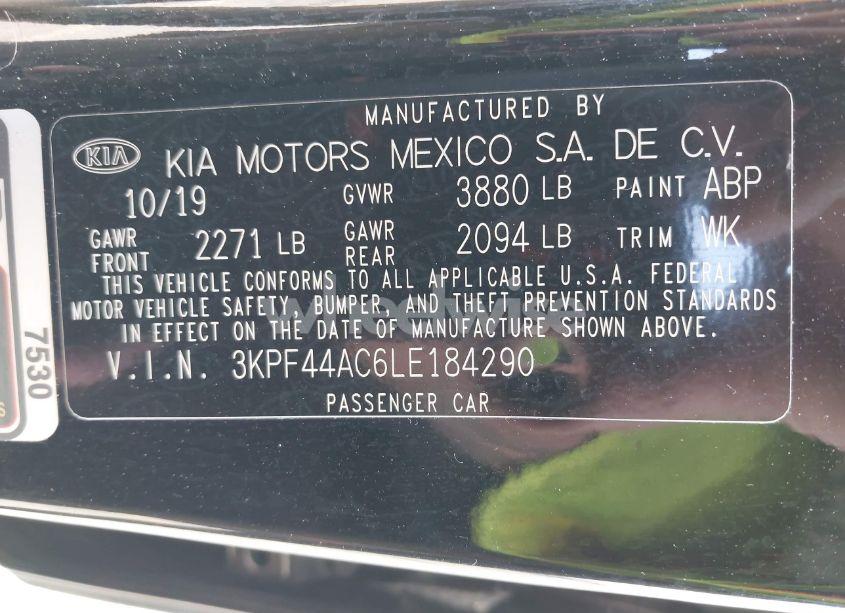 MANUFACTURED BY
KIA KIA MOTORS MEXICO S.A. DE C.V.
10/19 GVWR 3880 LB PAINT ABP
GAWR FRONT 2271 LB GAWR REAR 2094 LB TRIM WK
THIS VEHICLE CONFORMS TO ALL APPLICABLE U.S.A. FEDERAL
MOTOR VEHICLE SAFETY, BUMPER, AND THEFT PREVENTION STANDARDS
IN EFFECT ON THE DATE OF MANUFACTURE SHOWN ABOVE.
V.I.N. 3KPF44AC6LE184290
PASSENGER CAR
7530